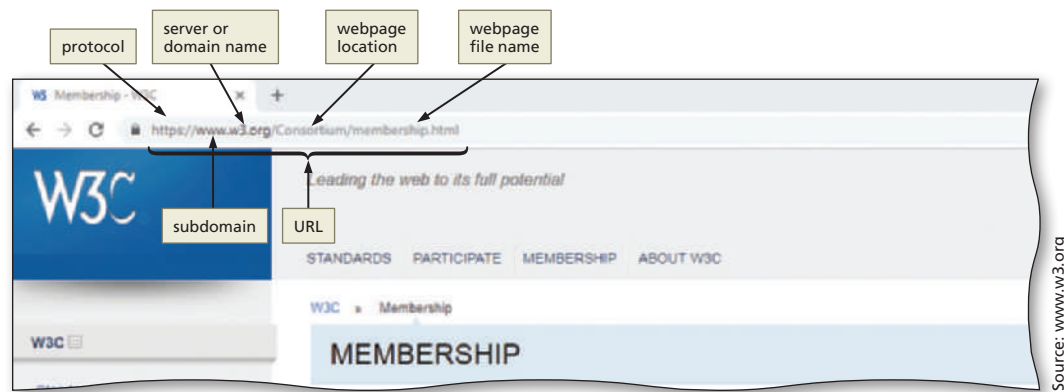 protocol
server or
domain name
webpage
location
webpage
file name
W3 Membership - W3C × +
https://www.w3.org/Consortium/membership.html
W3C
Leading the web to its full potential
subdomain
URL
STANDARDS PARTICIPATE MEMBERSHIP ABOUT W3C
W3C » Membership
W3C
MEMBERSHIP
Source: www.w3.org